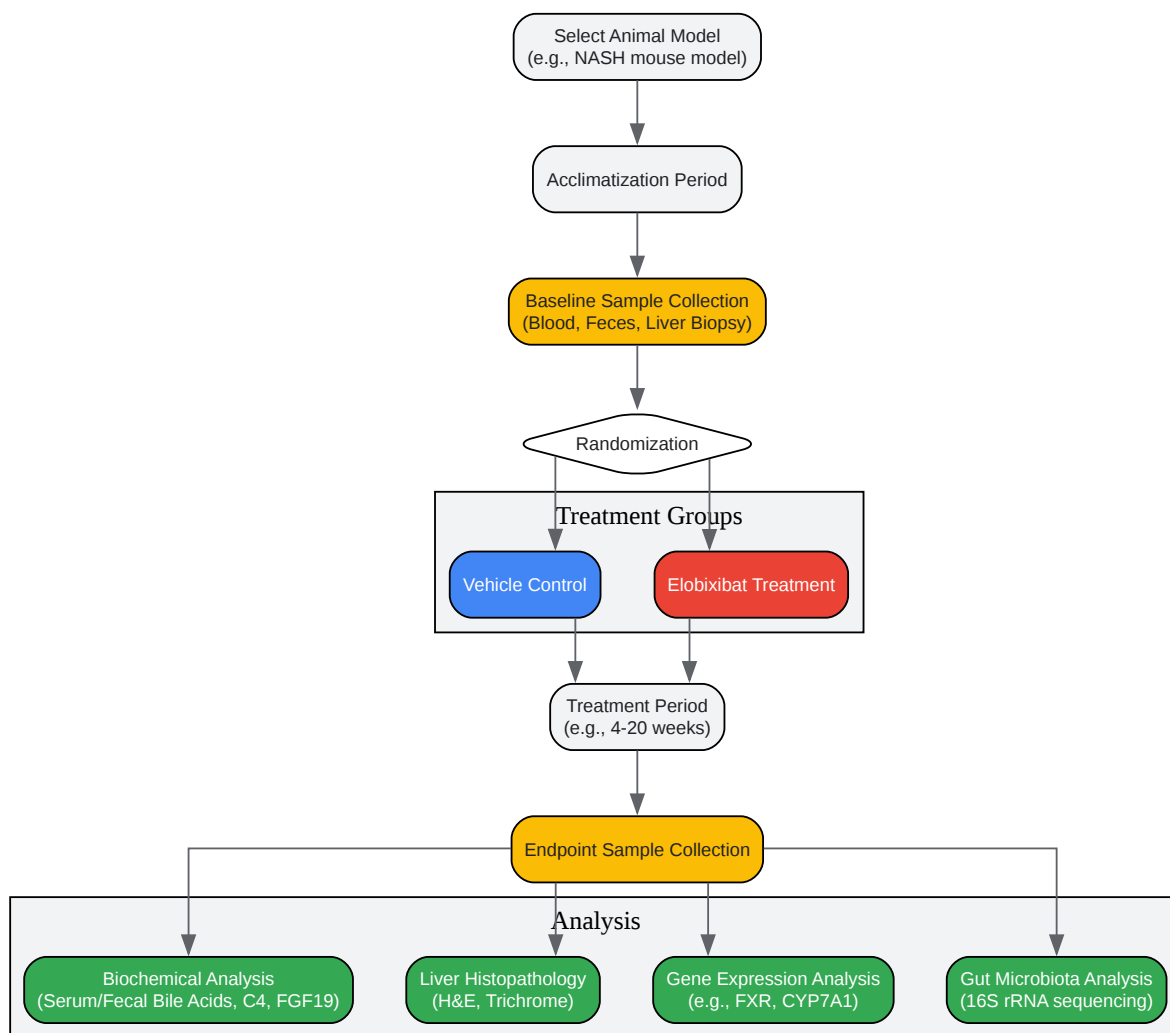 Select Animal Model
(e.g., NASH mouse model)
Acclimatization Period
Baseline Sample Collection
(Blood, Feces, Liver Biopsy)
Randomization
Treatment Groups
Vehicle Control
Elobixibat Treatment
Treatment Period
(e.g., 4-20 weeks)
Endpoint Sample Collection
Analysis
Biochemical Analysis
(Serum/Fecal Bile Acids, C4, FGF19)
Liver Histopathology
(H&E, Trichrome)
Gene Expression Analysis
(e.g., FXR, CYP7A1)
Gut Microbiota Analysis
(16S rRNA sequencing)